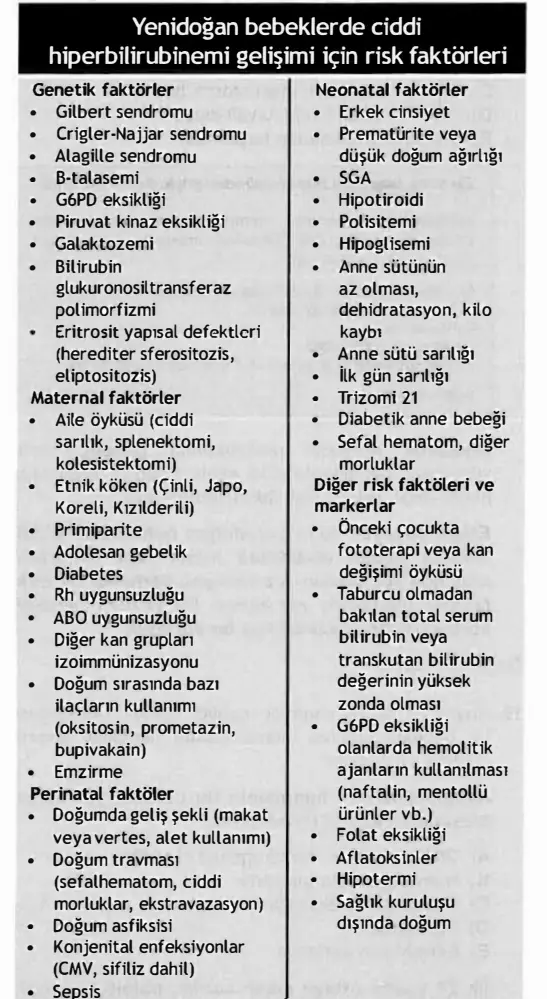 Yenidoğan bebeklerde ciddi
hiperbilirubinemi gelişimi için risk faktörleri
Genetik faktörler
• Gilbert sendromu
• Crigler-Najjar sendromu
• Alagille sendromu
• B-talasemi
• G6PD eksikliği
• Piruvat kinaz eksikliği
• Galaktozemi
• Bilirubin
glukuronosiltransferaz
polimorfizmi
• Eritrosit yapısal defektleri
(herediter sferositozis,
eliptositozis)
Maternal faktörler
• Aile öyküsü (ciddi
sarılık, splenektomi,
kolesistektomi)
• Etnik köken (Çinli, Japo,
Koreli, Kızılderili)
• Primiparite
• Adolesan gebelik
• Diabetes
• Rh uygunsuzluğu
• ABO uygunsuzluğu
• Diğer kan grupları
izoimmünizasyonu
• Doğum sırasında bazı
ilaçların kullanımı
(oksitosin, prometazin,
bupivakain)
• Emzirme
Perinatal faktöler
• Doğumda geliş şekli (makat
veya vertes, alet kullanımı)
• Doğum travması
(sefalhematom, ciddi
morluklar, ekstravazasyon)
• Doğum asfiksisi
• Konjenital enfeksiyonlar
(CMV, sifiliz dahil)
• Sepsis
Neonatal faktörler
• Erkek cinsiyet
• Prematürite veya
düşük doğum ağırlığı
• SGA
• Hipotiroidi
• Polisitemi
• Hipoglisemi
• Anne sütünün
az olması,
dehidratasyon, kilo
kaybı
• Anne sütü sarılığı
• İlk gün sarılığı
• Trizomi 21
• Diabetik anne bebeği
• Sefal hematom, diğer
morluklar
Diğer risk faktöleri ve
markerlar
• Önceki çocukta
fototerapi veya kan
değişimi öyküsü
• Taburcu olmadan
bakılan total serum
bilirubin veya
transkutan bilirubin
değerinin yüksek
zonda olması
• G6PD eksikliği
olanlarda hemolitik
ajanların kullanılması
(naftalin, mentollü
ürünler vb.)
• Folat eksikliği
• Aflatoksinler
• Hipotermi
• Sağlık kuruluşu
dışında doğum